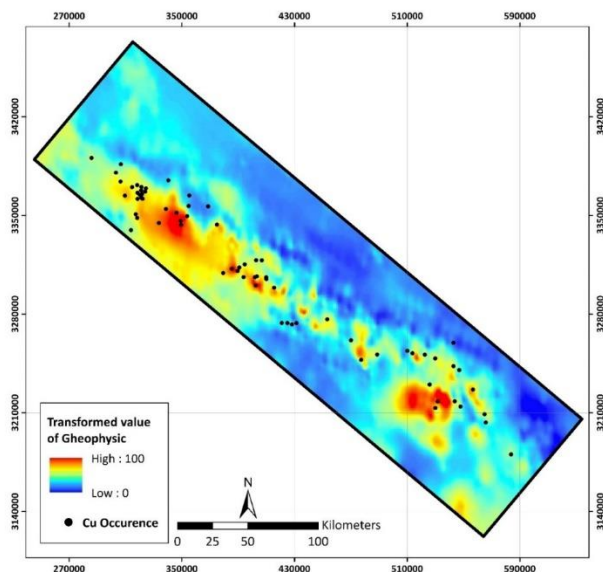 270000 350000 430000 510000 590000
3420000 3420000
3350000 3350000
3280000 3280000
3210000 3210000
3140000 3140000
Transformed value
of Gheophysic
High : 100
Low : 0
Cu Occurence
N
Kilometers
0 25 50 100
270000 350000 430000 510000 590000